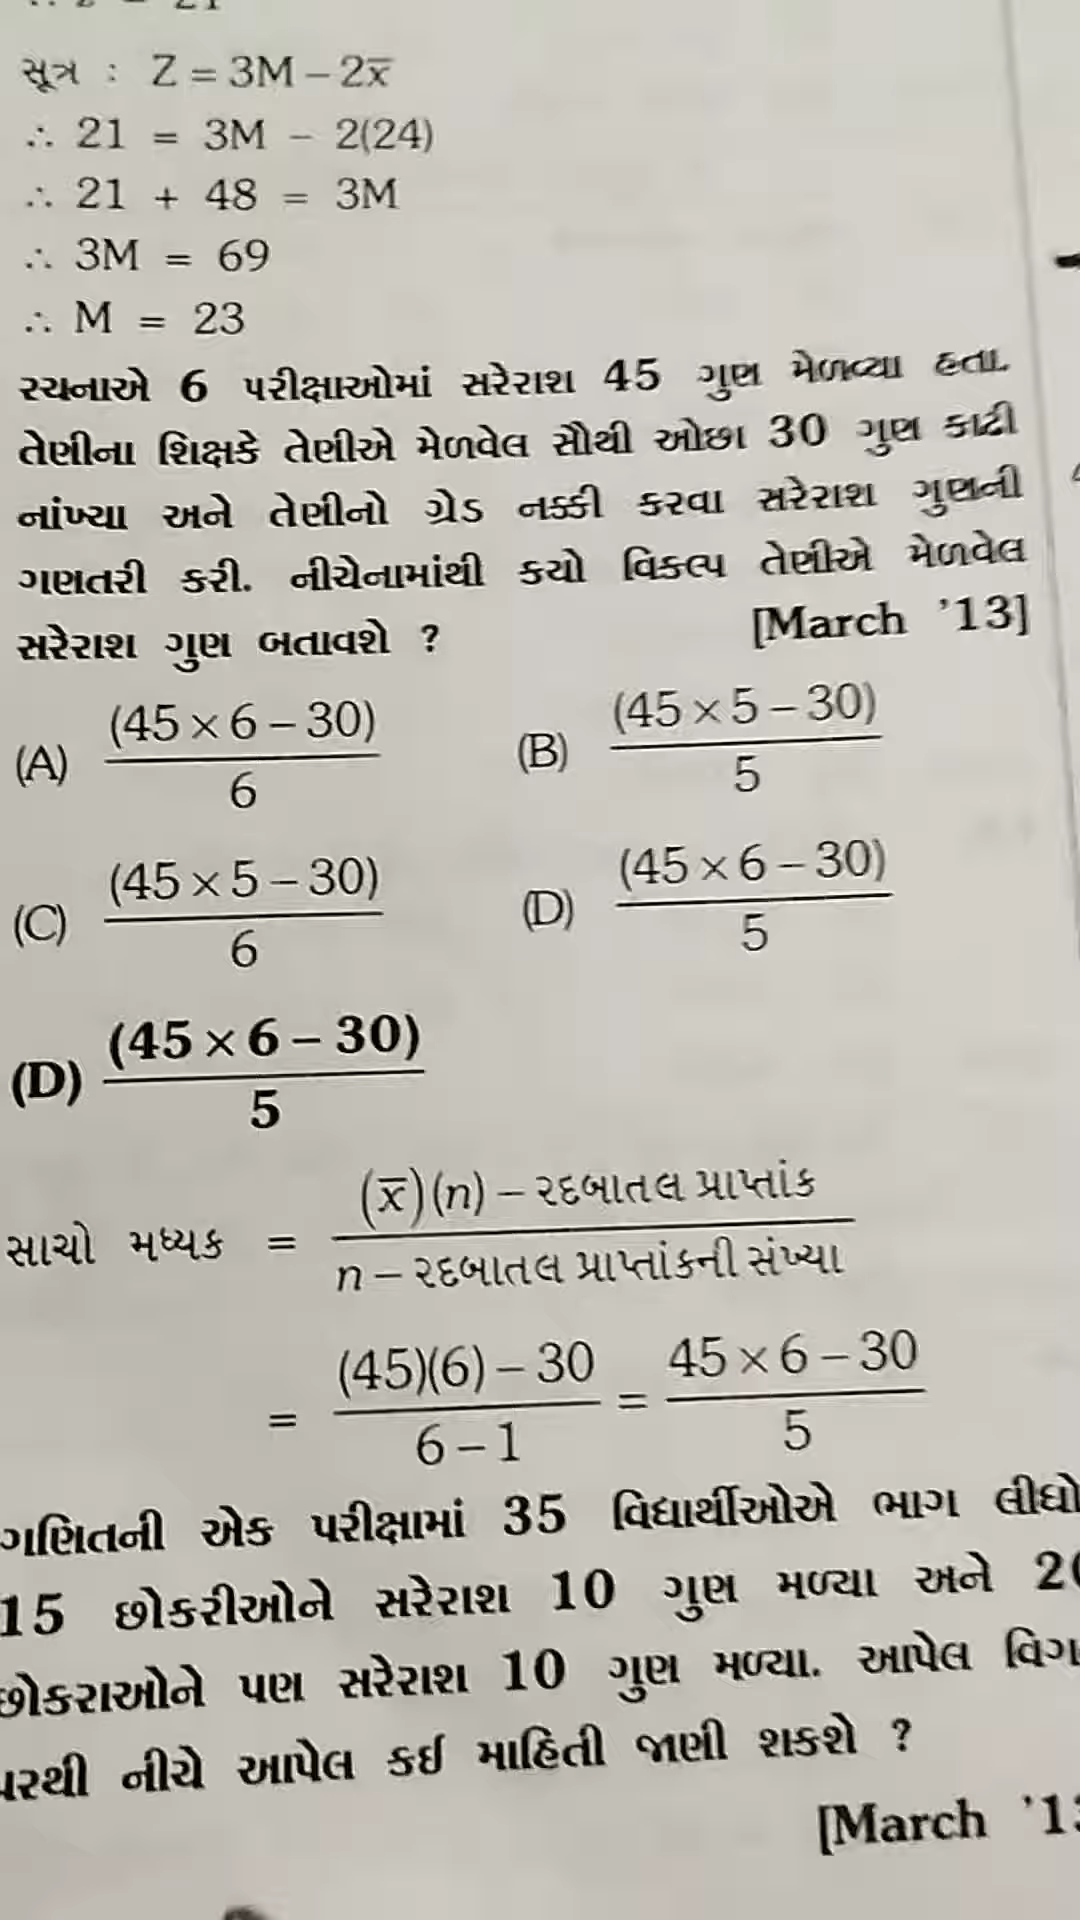 સૂત્ર : Z = 3M – 2x̅
∴ 21 = 3M – 2(24)
∴ 21 + 48 = 3M
∴ 3M = 69
∴ M = 23
રચનાએ 6 પરીક્ષાઓમાં સરેરાશ 45 ગુણ મેળવ્યા હતા.
તેણીના શિક્ષકે તેણીએ મેળવેલ સૌથી ઓછા 30 ગુણ કાઢી
નાંખ્યા અને તેણીનો ગ્રેડ નક્કી કરવા સરેરાશ ગુણની
ગણતરી કરી. નીચેનામાંથી કયો વિકલ્પ તેણીએ મેળવેલ
સરેરાશ ગુણ બતાવશે ? [March '13]
(A) (45 × 6 – 30) / 6 (B) (45 × 5 – 30) / 5
(C) (45 × 5 – 30) / 6 (D) (45 × 6 – 30) / 5
(D) (45 × 6 – 30) / 5
સાચો મધ્યક = (x̅)(n) – રદબાતલ પ્રાપ્તાંક / n – રદબાતલ પ્રાપ્તાંકની સંખ્યા
= (45)(6) – 30 / 6 – 1 = 45 × 6 – 30 / 5
ગણિતની એક પરીક્ષામાં 35 વિદ્યાર્થીઓએ ભાગ લીધો
15 છોકરીઓને સરેરાશ 10 ગુણ મળ્યા અને
છોકરાઓને પણ સરેરાશ 10 ગુણ મળ્યા. આપેલ
પરથી નીચે આપેલ કઈ માહિતી જાણી શકશે ?
[March